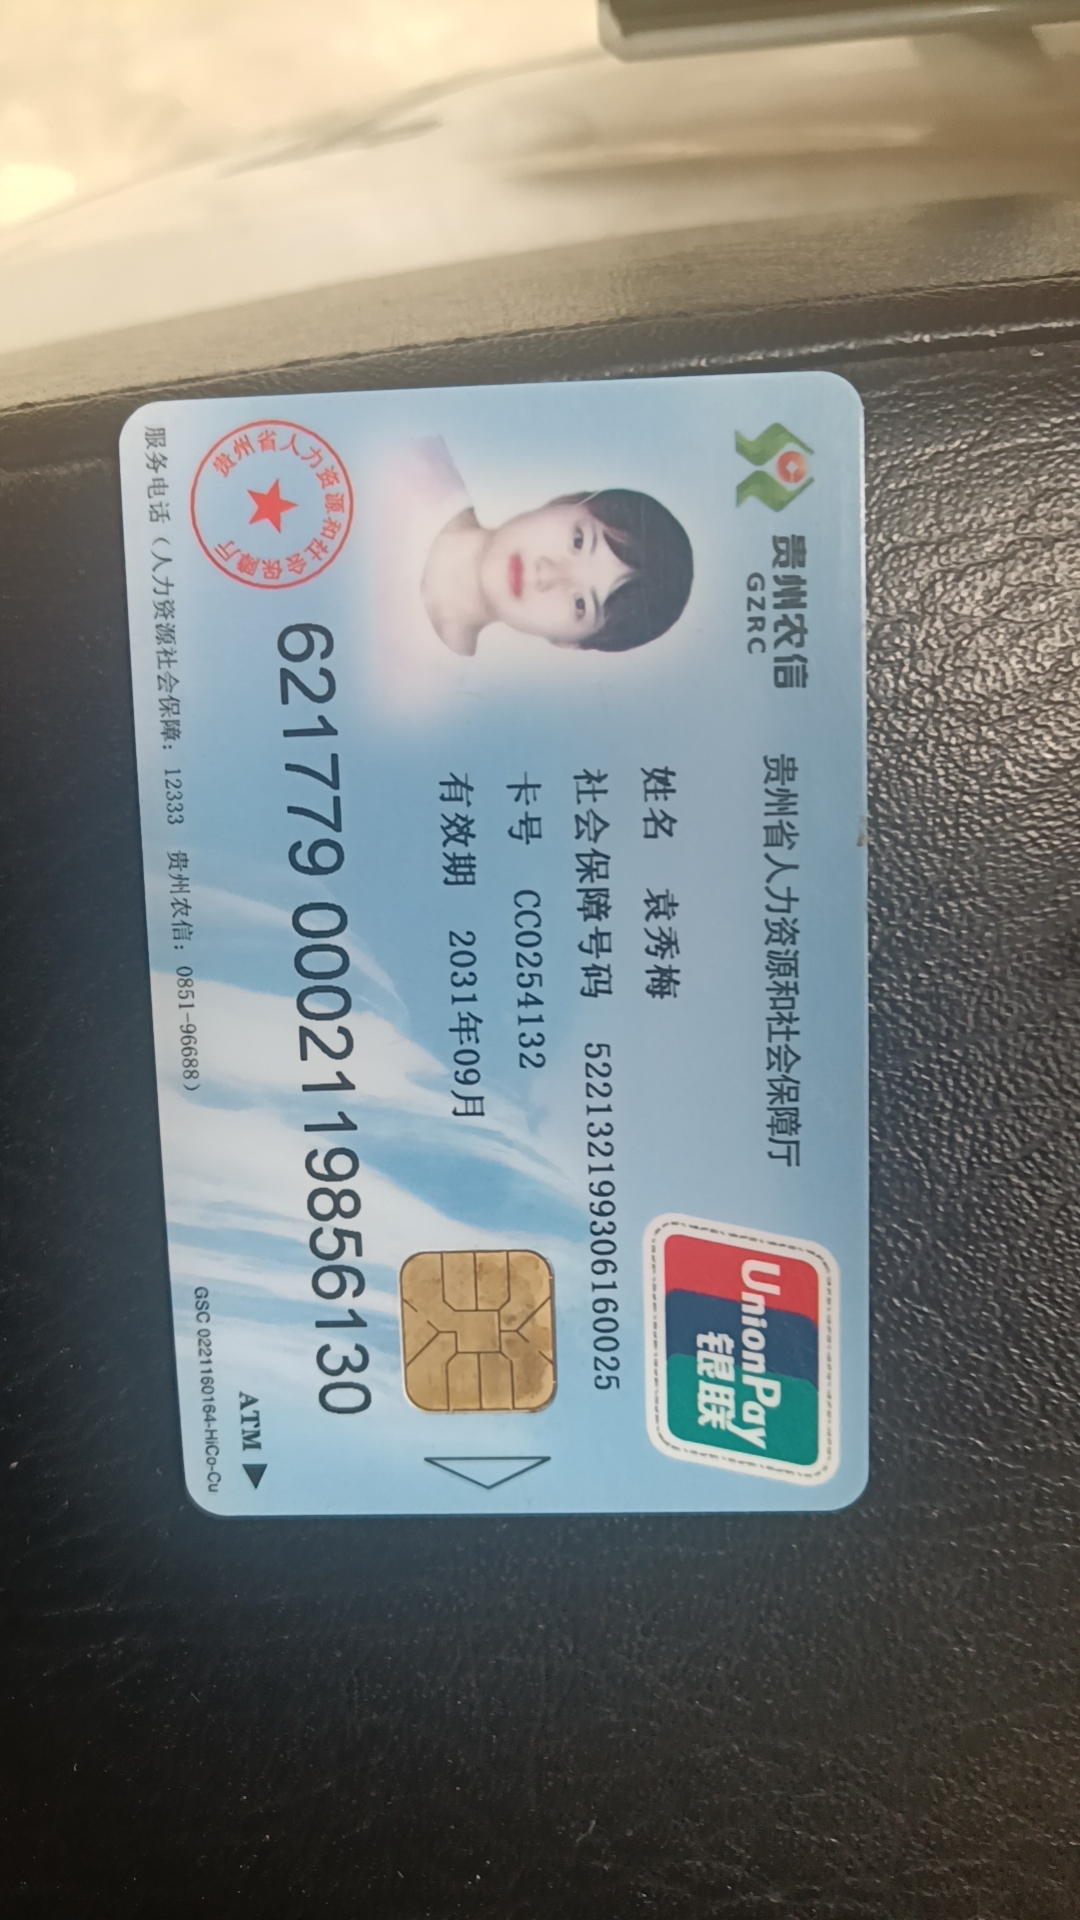 贵州农信
GZRC
贵州省人力资源和社会保障厅
UnionPay
银联
姓名 袁秀梅
社会保障号码 522132199306160025
卡号 CC0254132
有效期 2031年09月
621779 0002119856130
贵州省人力资源和社会保障厅
ATM
服务电话（人力资源社会保障：12333 贵州农信：0851-96688）
GSC 0221160164-HiCo-Cu